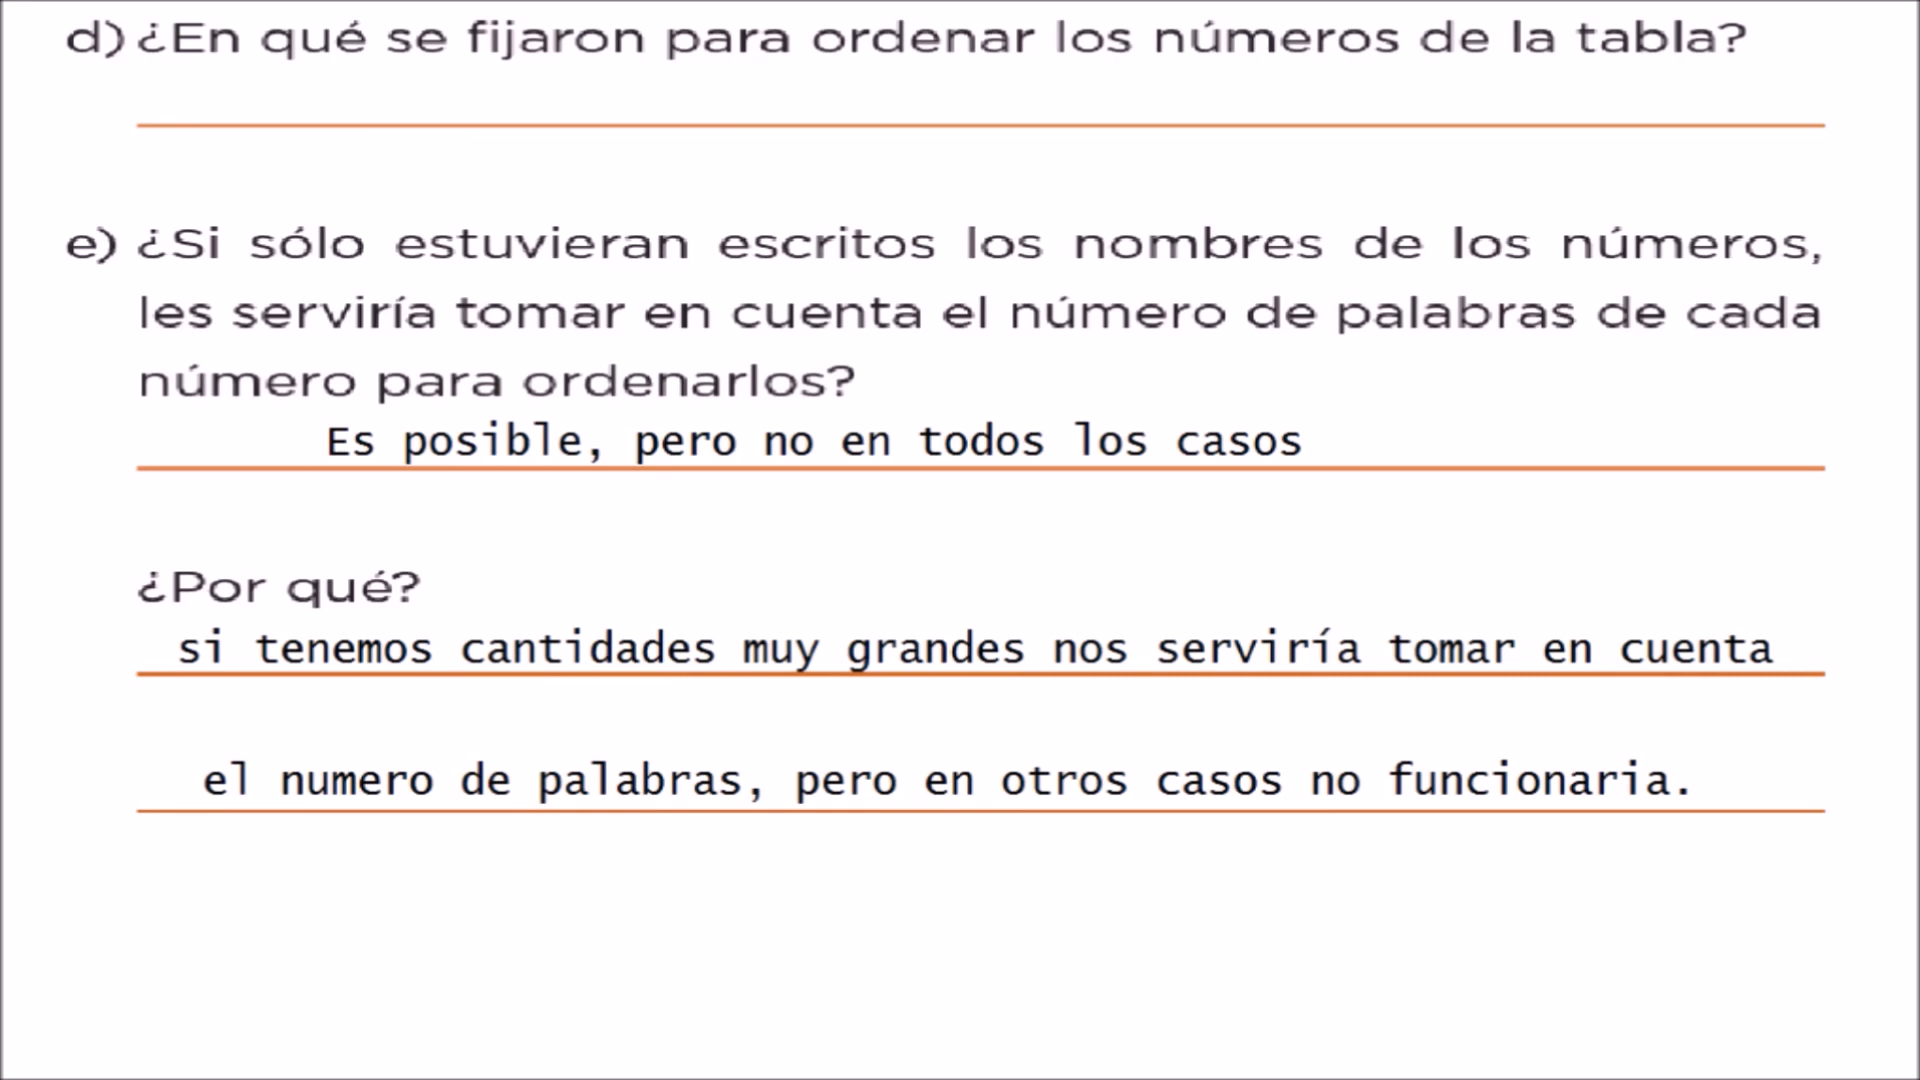 d) ¿En qué se fijaron para ordenar los números de la tabla?
e) ¿Si sólo estuvieran escritos los nombres de los números,
les serviría tomar en cuenta el número de palabras de cada
número para ordenarlos?
Es posible, pero no en todos los casos
¿Por qué?
si tenemos cantidades muy grandes nos serviría tomar en cuenta
el numero de palabras, pero en otros casos no funcionaria.